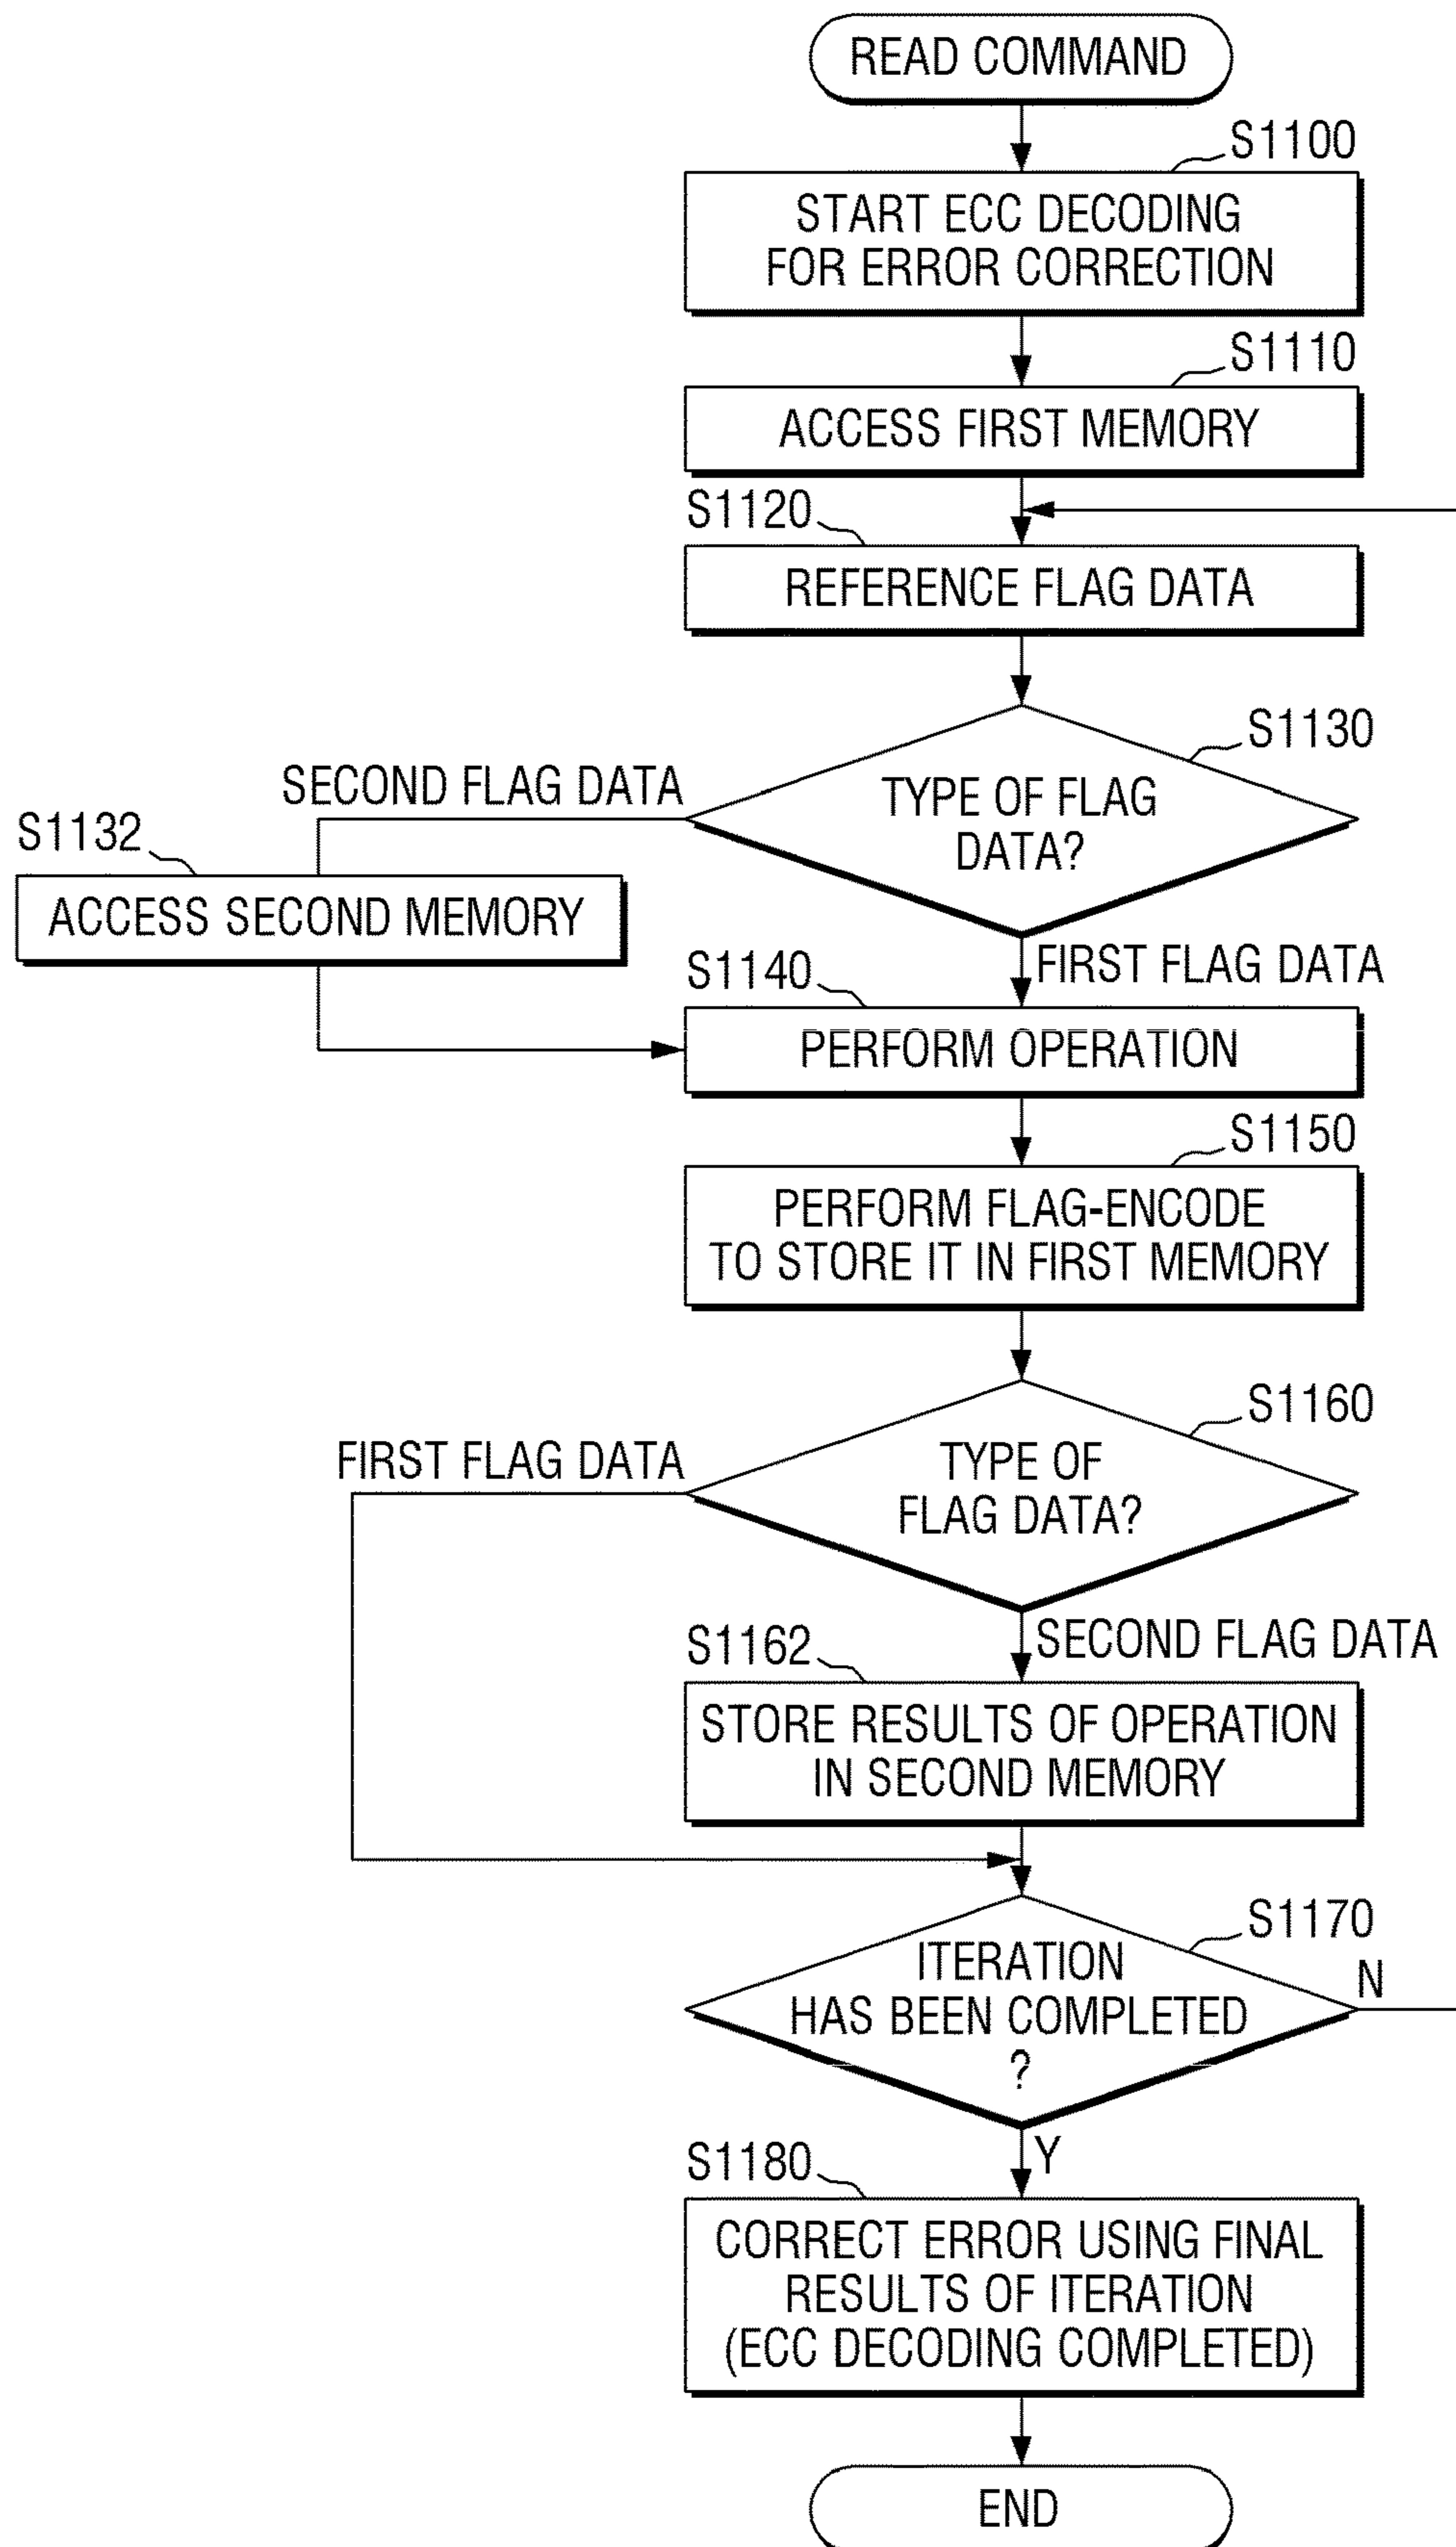 READ COMMAND
S1100
START ECC DECODING
FOR ERROR CORRECTION
S1110
ACCESS FIRST MEMORY
S1120
REFERENCE FLAG DATA
S1130
TYPE OF FLAG
DATA?
SECOND FLAG DATA
S1132
ACCESS SECOND MEMORY
FIRST FLAG DATA
S1140
PERFORM OPERATION
S1150
PERFORM FLAG-ENCODE
TO STORE IT IN FIRST MEMORY
S1160
TYPE OF
FLAG DATA?
FIRST FLAG DATA
SECOND FLAG DATA
S1162
STORE RESULTS OF OPERATION
IN SECOND MEMORY
S1170
ITERATION
HAS BEEN COMPLETED
?
N
Y
S1180
CORRECT ERROR USING FINAL
RESULTS OF ITERATION
(ECC DECODING COMPLETED)
END